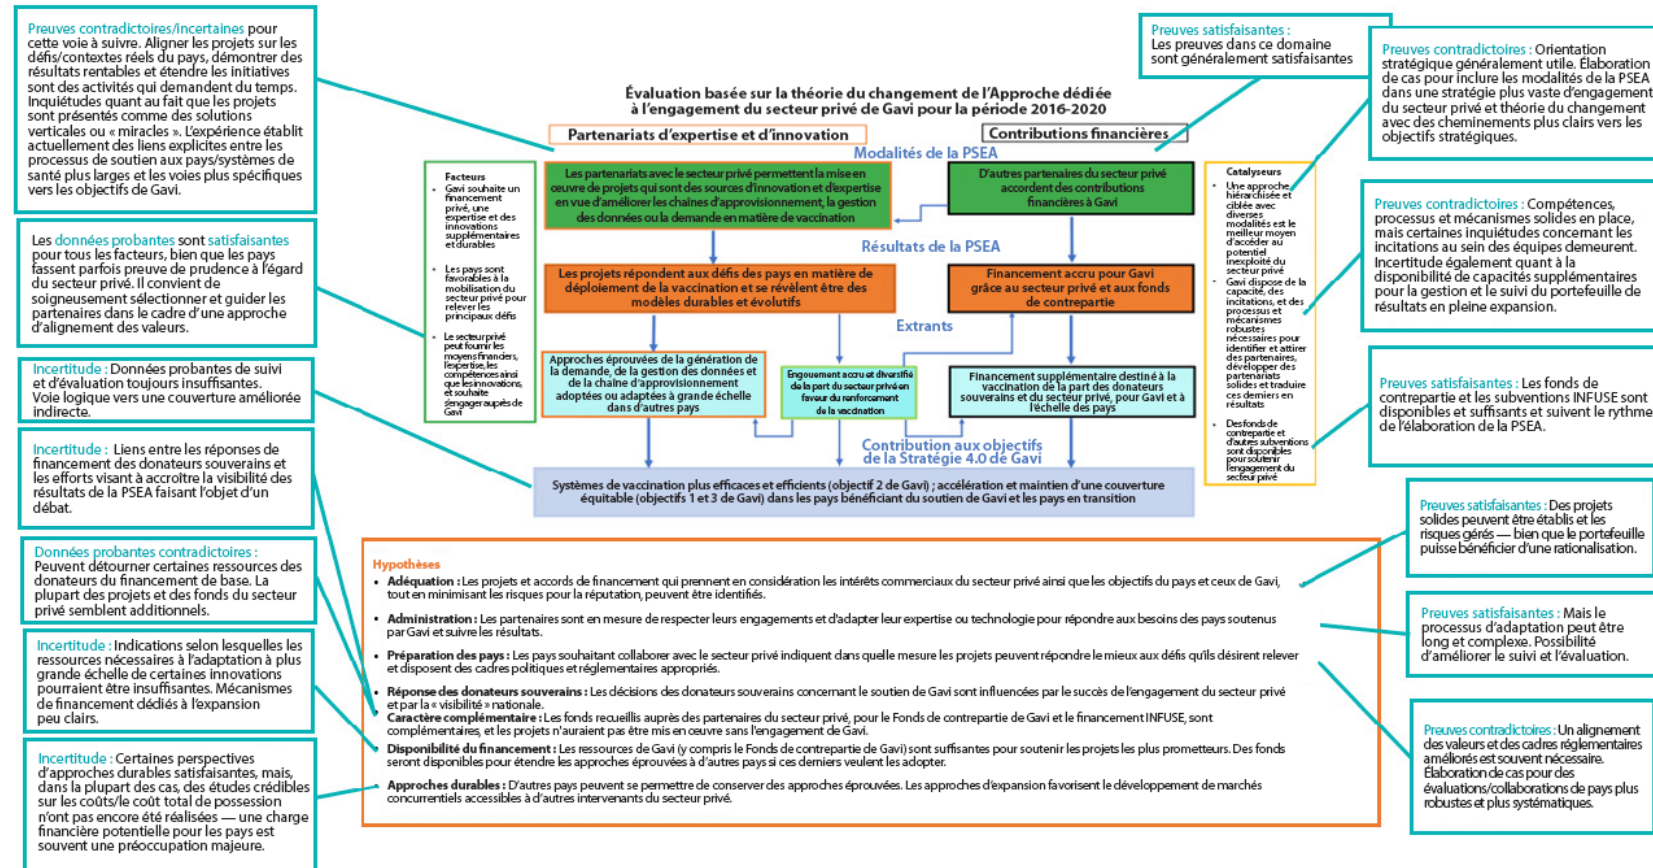 Preuves contradictoires/incertaines pour
cette voie à suivre. Aligner les projets sur les
défis/contextes réels du pays, démontrer des
résultats rentables et étendre les initiatives
sont des activités qui demandent du temps.
Inquiétudes quant au fait que les projets
sont présentés comme des solutions
verticales ou « miracles ». L'expérience établit
actuellement des liens explicites entre les
processus de soutien aux pays/systèmes de
santé plus larges et les voies plus spécifiques
vers les objectifs de Gavi.
Les données probantes sont satisfaisantes
pour tous les facteurs, bien que les pays
fassent parfois preuve de prudence à l'égard
du secteur privé. Il convient de
soigneusement sélectionner et guider les
partenaires dans le cadre d'une approche
d'alignement des valeurs.
Incertitude : Données probantes de suivi
et d'évaluation toujours insuffisantes.
Voie logique vers une couverture améliorée
indirecte.
Incertitude : Liens entre les réponses de
financement des donateurs souverains et
les efforts visant à accroître la visibilité des
résultats de la PSEA faisant l'objet d'un
débat.
Données probantes contradictoires :
Peuvent détourner certaines ressources des
donateurs du financement de base. La
plupart des projets et des fonds du secteur
privé semblent additionnels.
Incertitude : Indications selon lesquelles les
ressources nécessaires à l'adaptation à plus
grande échelle de certaines innovations
pourraient être insuffisantes. Mécanismes
de financement dédiés à l'expansion
peu clairs.
Incertitude : Certaines perspectives
d'approches durables satisfaisantes, mais,
dans la plupart des cas, des études crédibles
sur les coûts/le coût total de possession
n'ont pas encore été réalisées — une charge
financière potentielle pour les pays est
souvent une préoccupation majeure.
Évaluation basée sur la théorie du changement de l'Approche dédiée
à l'engagement du secteur privé de Gavi pour la période 2016-2020
Partenariats d'expertise et d'innovation
Contributions financières
Modalités de la PSEA
Facteurs
• Gavi souhaite un
financement
privé, une
expertise et des
innovations
supplémentaires
et durables
• Les pays sont
favorables à la
mobilisation du
secteur privé pour
relever les
principaux défis
• Le secteur privé
peut fournir les
moyens financiers,
l'expertise, les
compétences ainsi
que les innovations,
et souhaite
s'engager auprès de
Gavi
Les partenariats avec le secteur privé permettent la mise en
œuvre de projets qui sont des sources d'innovation et d'expertise
en vue d'améliorer les chaînes d'approvisionnement, la gestion
des données ou la demande en matière de vaccination
D'autres partenaires du secteur privé
accordent des contributions
financières à Gavi
Résultats de la PSEA
Les projets répondent aux défis des pays en matière de
déploiement de la vaccination et se révèlent être des
modèles durables et évolutifs
Financement accru pour Gavi
grâce au secteur privé et aux fonds
de contrepartie
Extrants
Approches éprouvées de la génération de
la demande, de la gestion des données et
de la chaîne d'approvisionnement
adoptées ou adaptées à grande échelle
dans d'autres pays
Engouement accru et diversifié
de la part du secteur privé en
faveur du renforcement
de la vaccination
Financement supplémentaire destiné à la
vaccination de la part des donateurs
souverains et du secteur privé, pour Gavi et à
l'échelle des pays
Contribution aux objectifs
de la Stratégie 4.0 de Gavi
Systèmes de vaccination plus efficaces et efficients (objectif 2 de Gavi) ; accélération et maintien d'une couverture
équitable (objectifs 1 et 3 de Gavi) dans les pays bénéficiant du soutien de Gavi et les pays en transition
Catalyseurs
• Une approche
hiérarchisée et
ciblée avec
diverses
modalités est le
meilleur moyen
d'accéder au
potentiel
inexploité du
secteur privé
• Gavi dispose de la
capacité, des
incitations, et des
processus et
mécanismes
robustes
nécessaires pour
identifier et attirer
des partenaires,
développer des
partenariats
solides et traduire
ces derniers en
résultats
• Des fonds de
contrepartie et
d'autres subventions
sont disponibles
pour soutenir
l'engagement du
secteur privé
Hypothèses
• Adéquation : Les projets et accords de financement qui prennent en considération les intérêts commerciaux du secteur privé ainsi que les objectifs du pays et ceux de Gavi,
tout en minimisant les risques pour la réputation, peuvent être identifiés.
• Administration : Les partenaires sont en mesure de respecter leurs engagements et d'adapter leur expertise ou technologie pour répondre aux besoins des pays soutenus
par Gavi et suivre les résultats.
• Préparation des pays : Les pays souhaitant collaborer avec le secteur privé indiquent dans quelle mesure les projets peuvent répondre le mieux aux défis qu'ils désirent relever
et disposent des cadres politiques et réglementaires appropriés.
• Réponse des donateurs souverains : Les décisions des donateurs souverains concernant le soutien de Gavi sont influencées par le succès de l'engagement du secteur privé
et par la « visibilité » nationale.
• Caractère complémentaire : Les fonds recueillis auprès des partenaires du secteur privé, pour le Fonds de contrepartie de Gavi et le financement INFUSE, sont
complémentaires, et les projets n'auraient pas être mis en œuvre sans l'engagement de Gavi.
• Disponibilité du financement : Les ressources de Gavi (y compris le Fonds de contrepartie de Gavi) sont suffisantes pour soutenir les projets les plus prometteurs. Des fonds
seront disponibles pour étendre les approches éprouvées à d'autres pays si ces derniers veulent les adopter.
• Approches durables : D'autres pays peuvent se permettre de conserver des approches éprouvées. Les approches d'expansion favorisent le développement de marchés
concurrentiels accessibles à d'autres intervenants du secteur privé.
Preuves satisfaisantes :
Les preuves dans ce domaine
sont généralement satisfaisantes
Preuves contradictoires : Orientation
stratégique généralement utile. Élaboration
de cas pour inclure les modalités de la PSEA
dans une stratégie plus vaste d'engagement
du secteur privé et théorie du changement
avec des cheminements plus clairs vers les
objectifs stratégiques.
Preuves contradictoires : Compétences,
processus et mécanismes solides en place,
mais certaines inquiétudes concernant les
incitations au sein des équipes demeurent.
Incertitude également quant à la
disponibilité de capacités supplémentaires
pour la gestion et le suivi du portefeuille de
résultats en pleine expansion.
Preuves satisfaisantes : Les fonds de
contrepartie et les subventions INFUSE sont
disponibles et suffisants et suivent le rythme
de l'élaboration de la PSEA.
Preuves satisfaisantes : Des projets
solides peuvent être établis et les
risques gérés — bien que le portefeuille
puisse bénéficier d'une rationalisation.
Preuves satisfaisantes : Mais le
processus d'adaptation peut être
long et complexe. Possibilité
d'améliorer le suivi et l'évaluation.
Preuves contradictoires : Un alignement
des valeurs et des cadres réglementaires
améliorés est souvent nécessaire.
Élaboration de cas pour des
évaluations/collaborations de pays plus
robustes et plus systématiques.